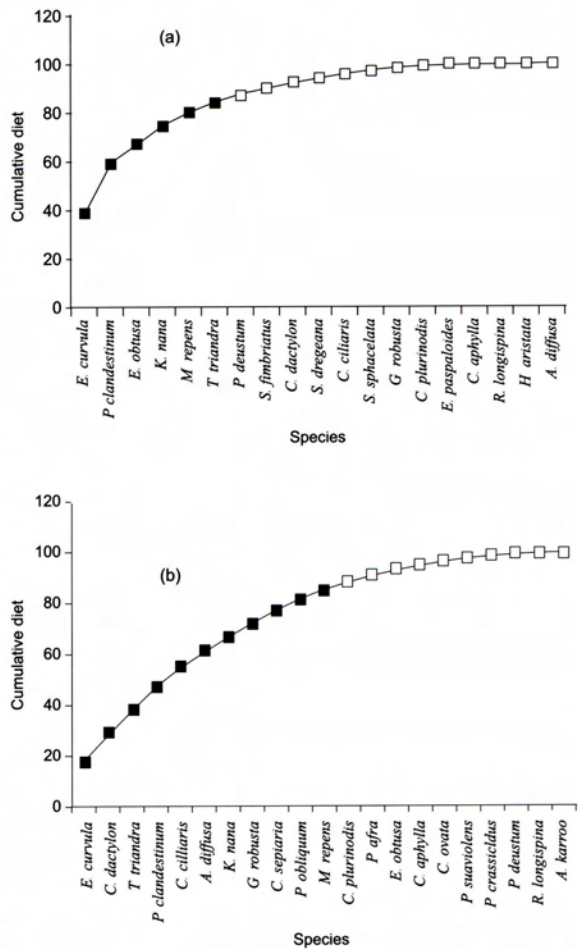 120
(a)
100
80
60
40
20
0
Cumulative diet
E. curvula
P clandestinum
E. obtusa
K. nana
M repens
T triandra
P deustum
S. fimbriatus
C. dactylon
S. dregeana
C. ciliaris
S. sphacelata
G robusta
C plurinodis
E. paspaloides
C. aphylla
R. longispina
H aristata
A. diffusa
Species
120
100
(b)
80
60
40
20
0
Cumulative diet
E. curvula
C. dactylon
T triandra
P clandestinum
C. cilliaris
A. diffusa
K. nana
G robusta
C. sepiaria
P obliquum
M repens
C. plurinodis
P afra
E. obtusa
C. aphylla
C. ovata
P suaviolens
P crassicldus
P deustum
R. longispina
A. karroo
Species